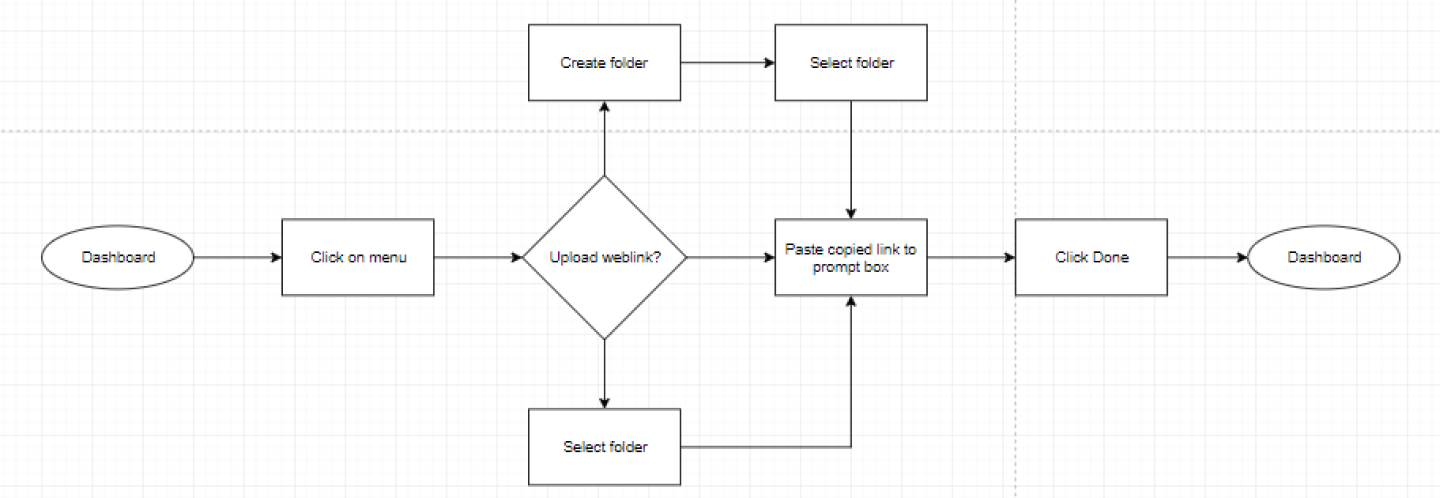 Create folder
Select folder
Dashboard
Click on menu
Upload weblink?
Paste copied link to
prompt box
Click Done
Dashboard
Select folder